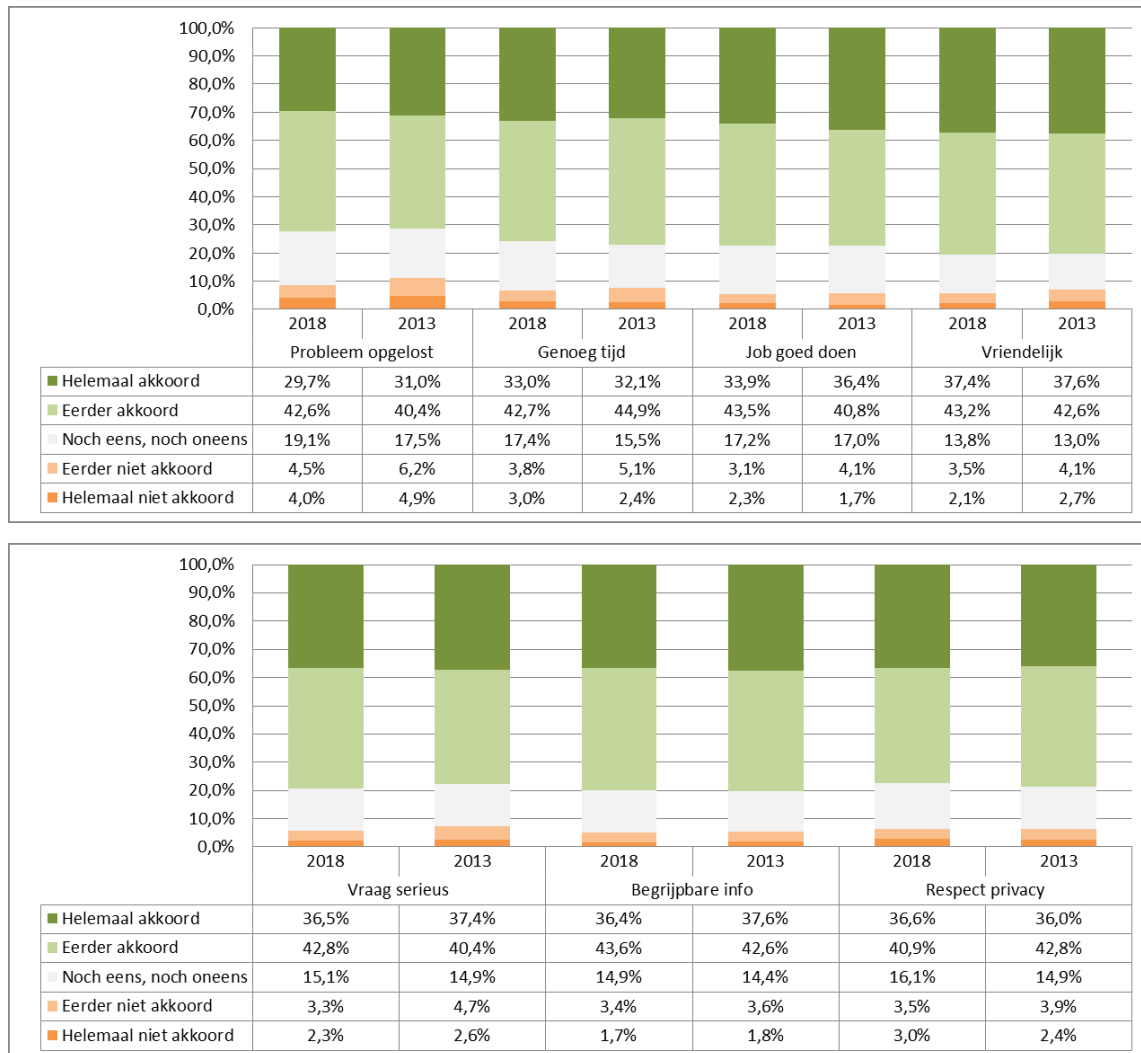 100,0%
90,0%
80,0%
70,0%
60,0%
50,0%
40,0%
30,0%
20,0%
10,0%
0,0%
2018 2013 2018 2013 2018 2013 2018 2013
Probleem opgelost Genoeg tijd Job goed doen Vriendelijk
Helemaal akkoord 29,7% 31,0% 33,0% 32,1% 33,9% 36,4% 37,4% 37,6%
Eerder akkoord 42,6% 40,4% 42,7% 44,9% 43,5% 40,8% 43,2% 42,6%
Noch eens, noch oneens 19,1% 17,5% 17,4% 15,5% 17,2% 17,0% 13,8% 13,0%
Eerder niet akkoord 4,5% 6,2% 3,8% 5,1% 3,1% 4,1% 3,5% 4,1%
Helemaal niet akkoord 4,0% 4,9% 3,0% 2,4% 2,3% 1,7% 2,1% 2,7%
100,0%
90,0%
80,0%
70,0%
60,0%
50,0%
40,0%
30,0%
20,0%
10,0%
0,0%
2018 2013 2018 2013 2018 2013
Vraag serieus Begrijpbare info Respect privacy
Helemaal akkoord 36,5% 37,4% 36,4% 37,6% 36,6% 36,0%
Eerder akkoord 42,8% 40,4% 43,6% 42,6% 40,9% 42,8%
Noch eens, noch oneens 15,1% 14,9% 14,9% 14,4% 16,1% 14,9%
Eerder niet akkoord 3,3% 4,7% 3,4% 3,6% 3,5% 3,9%
Helemaal niet akkoord 2,3% 2,6% 1,7% 1,8% 3,0% 2,4%